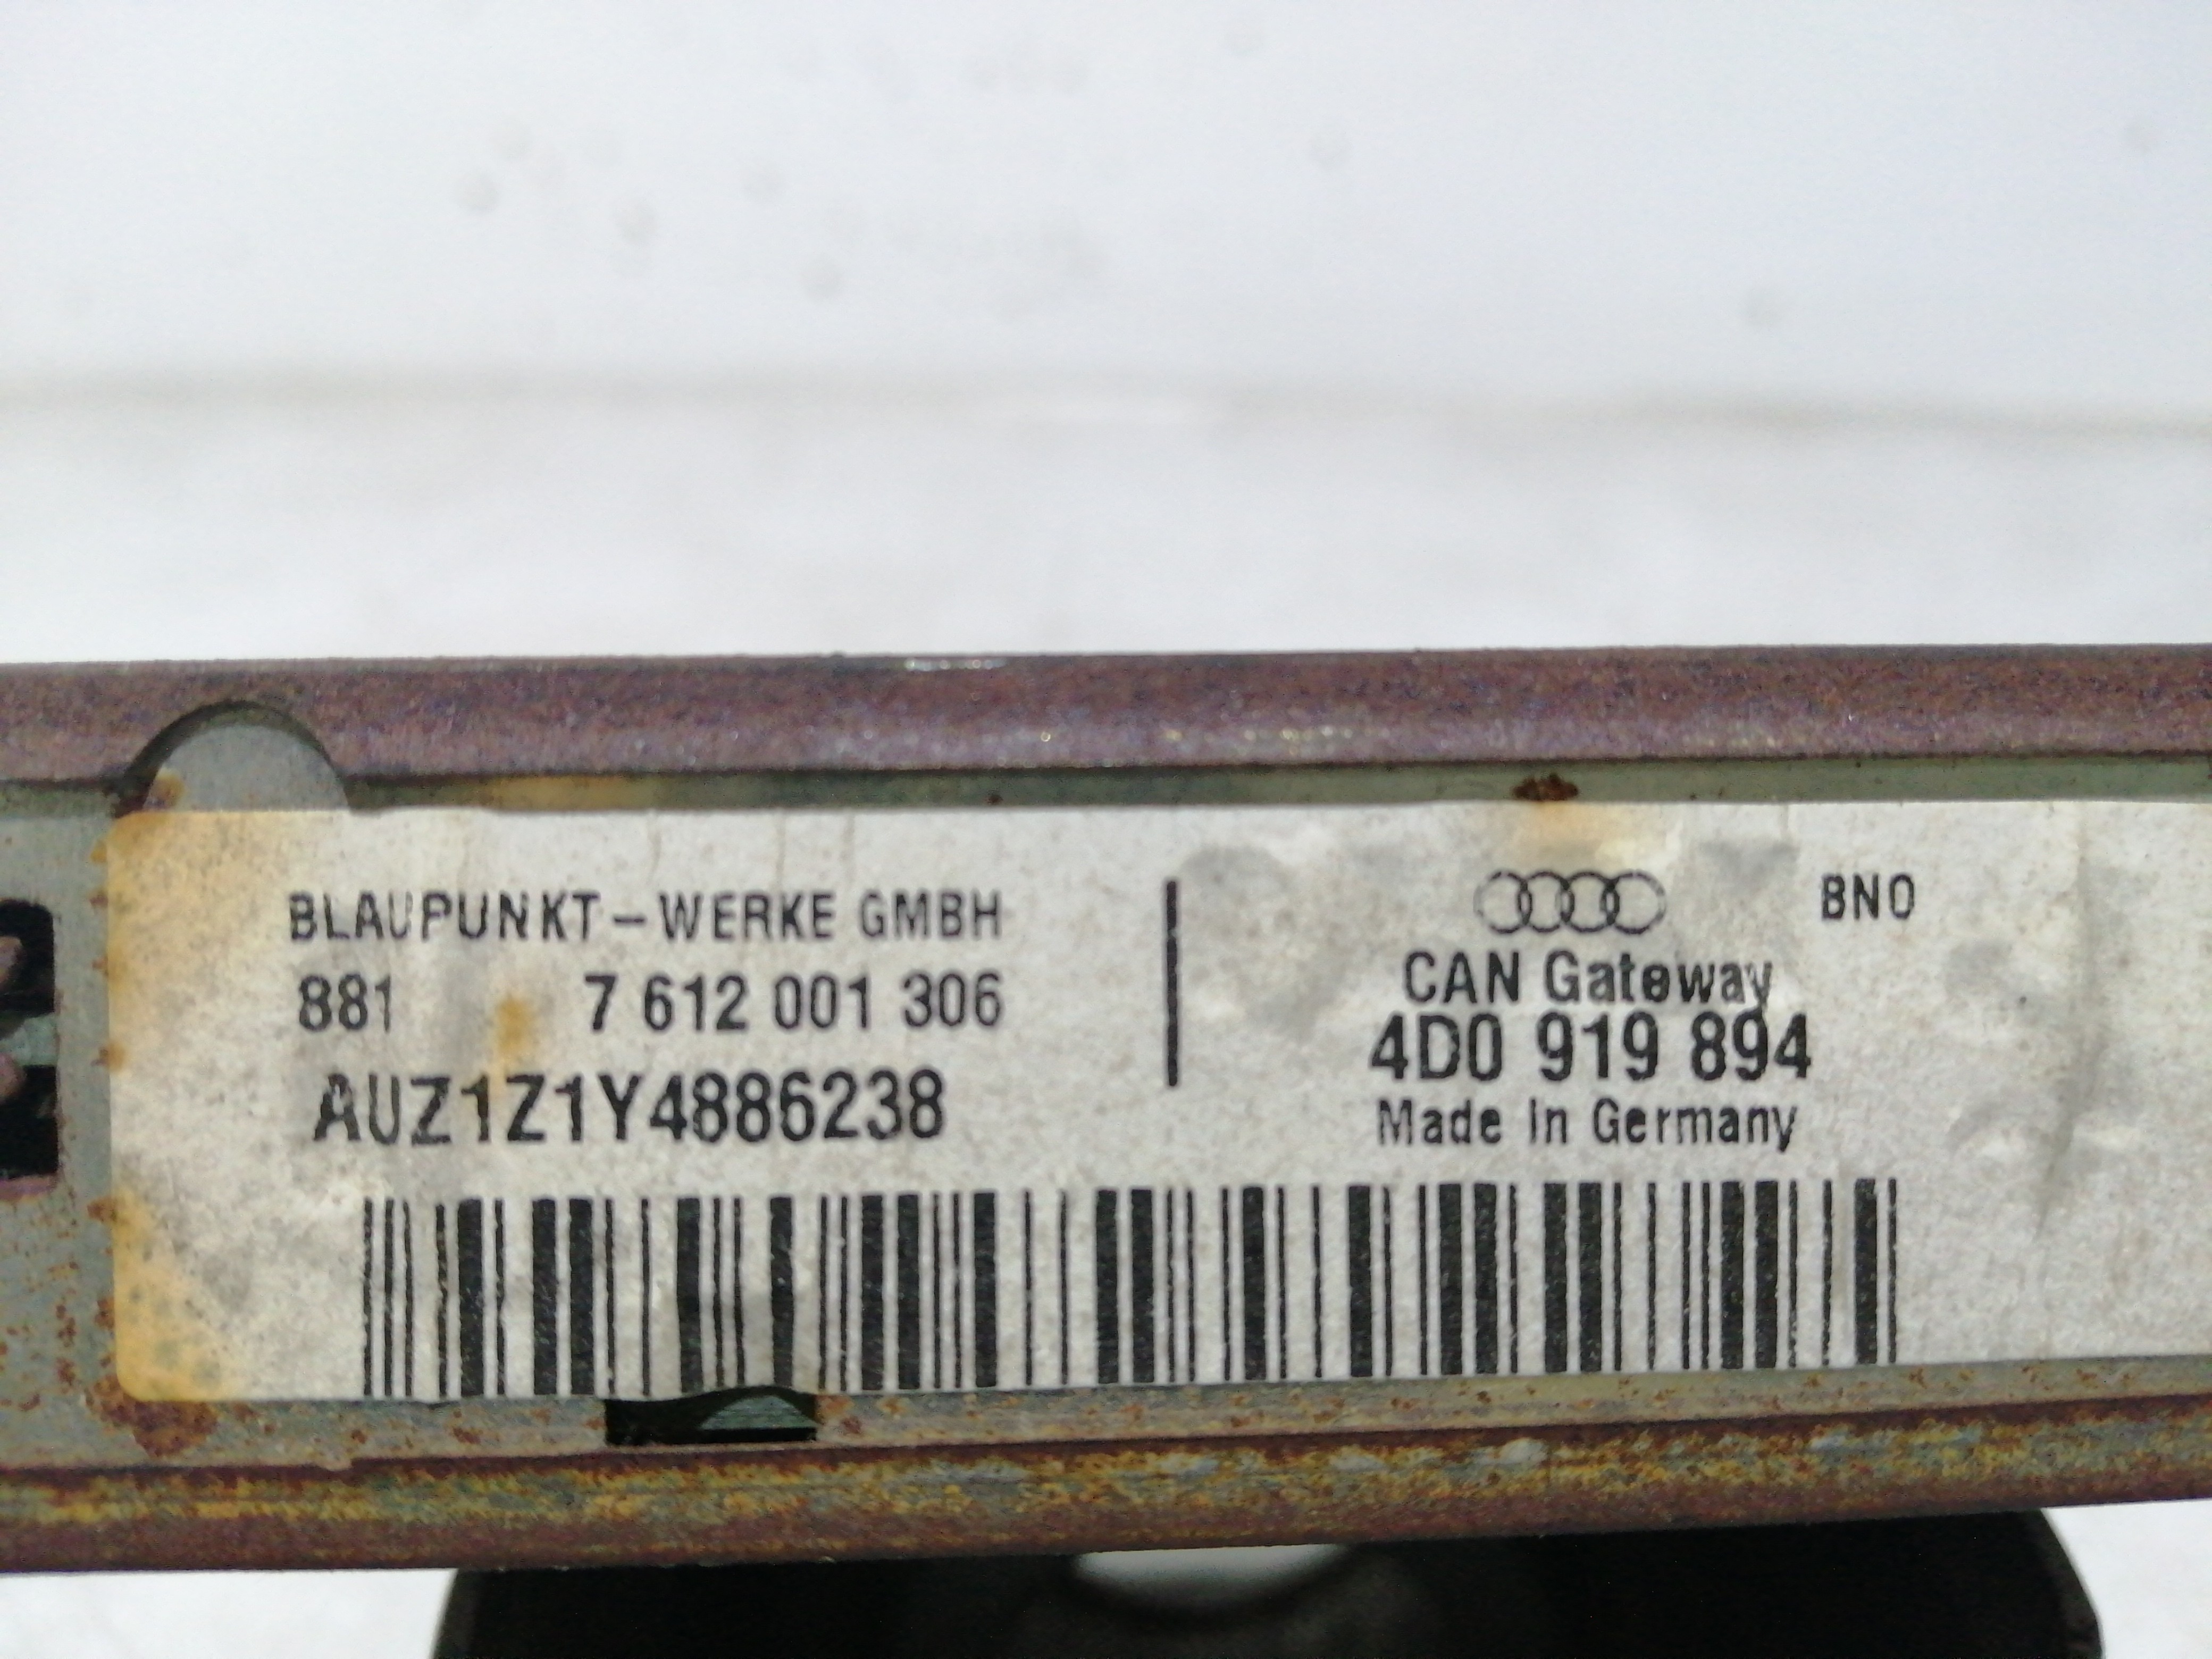 BLAUPUNKT - WERKE GMBH
881 7 612 001 306
AUZ1Z1Y4886238
BNO
CAN Gateway
4D0 919 894
Made in Germany